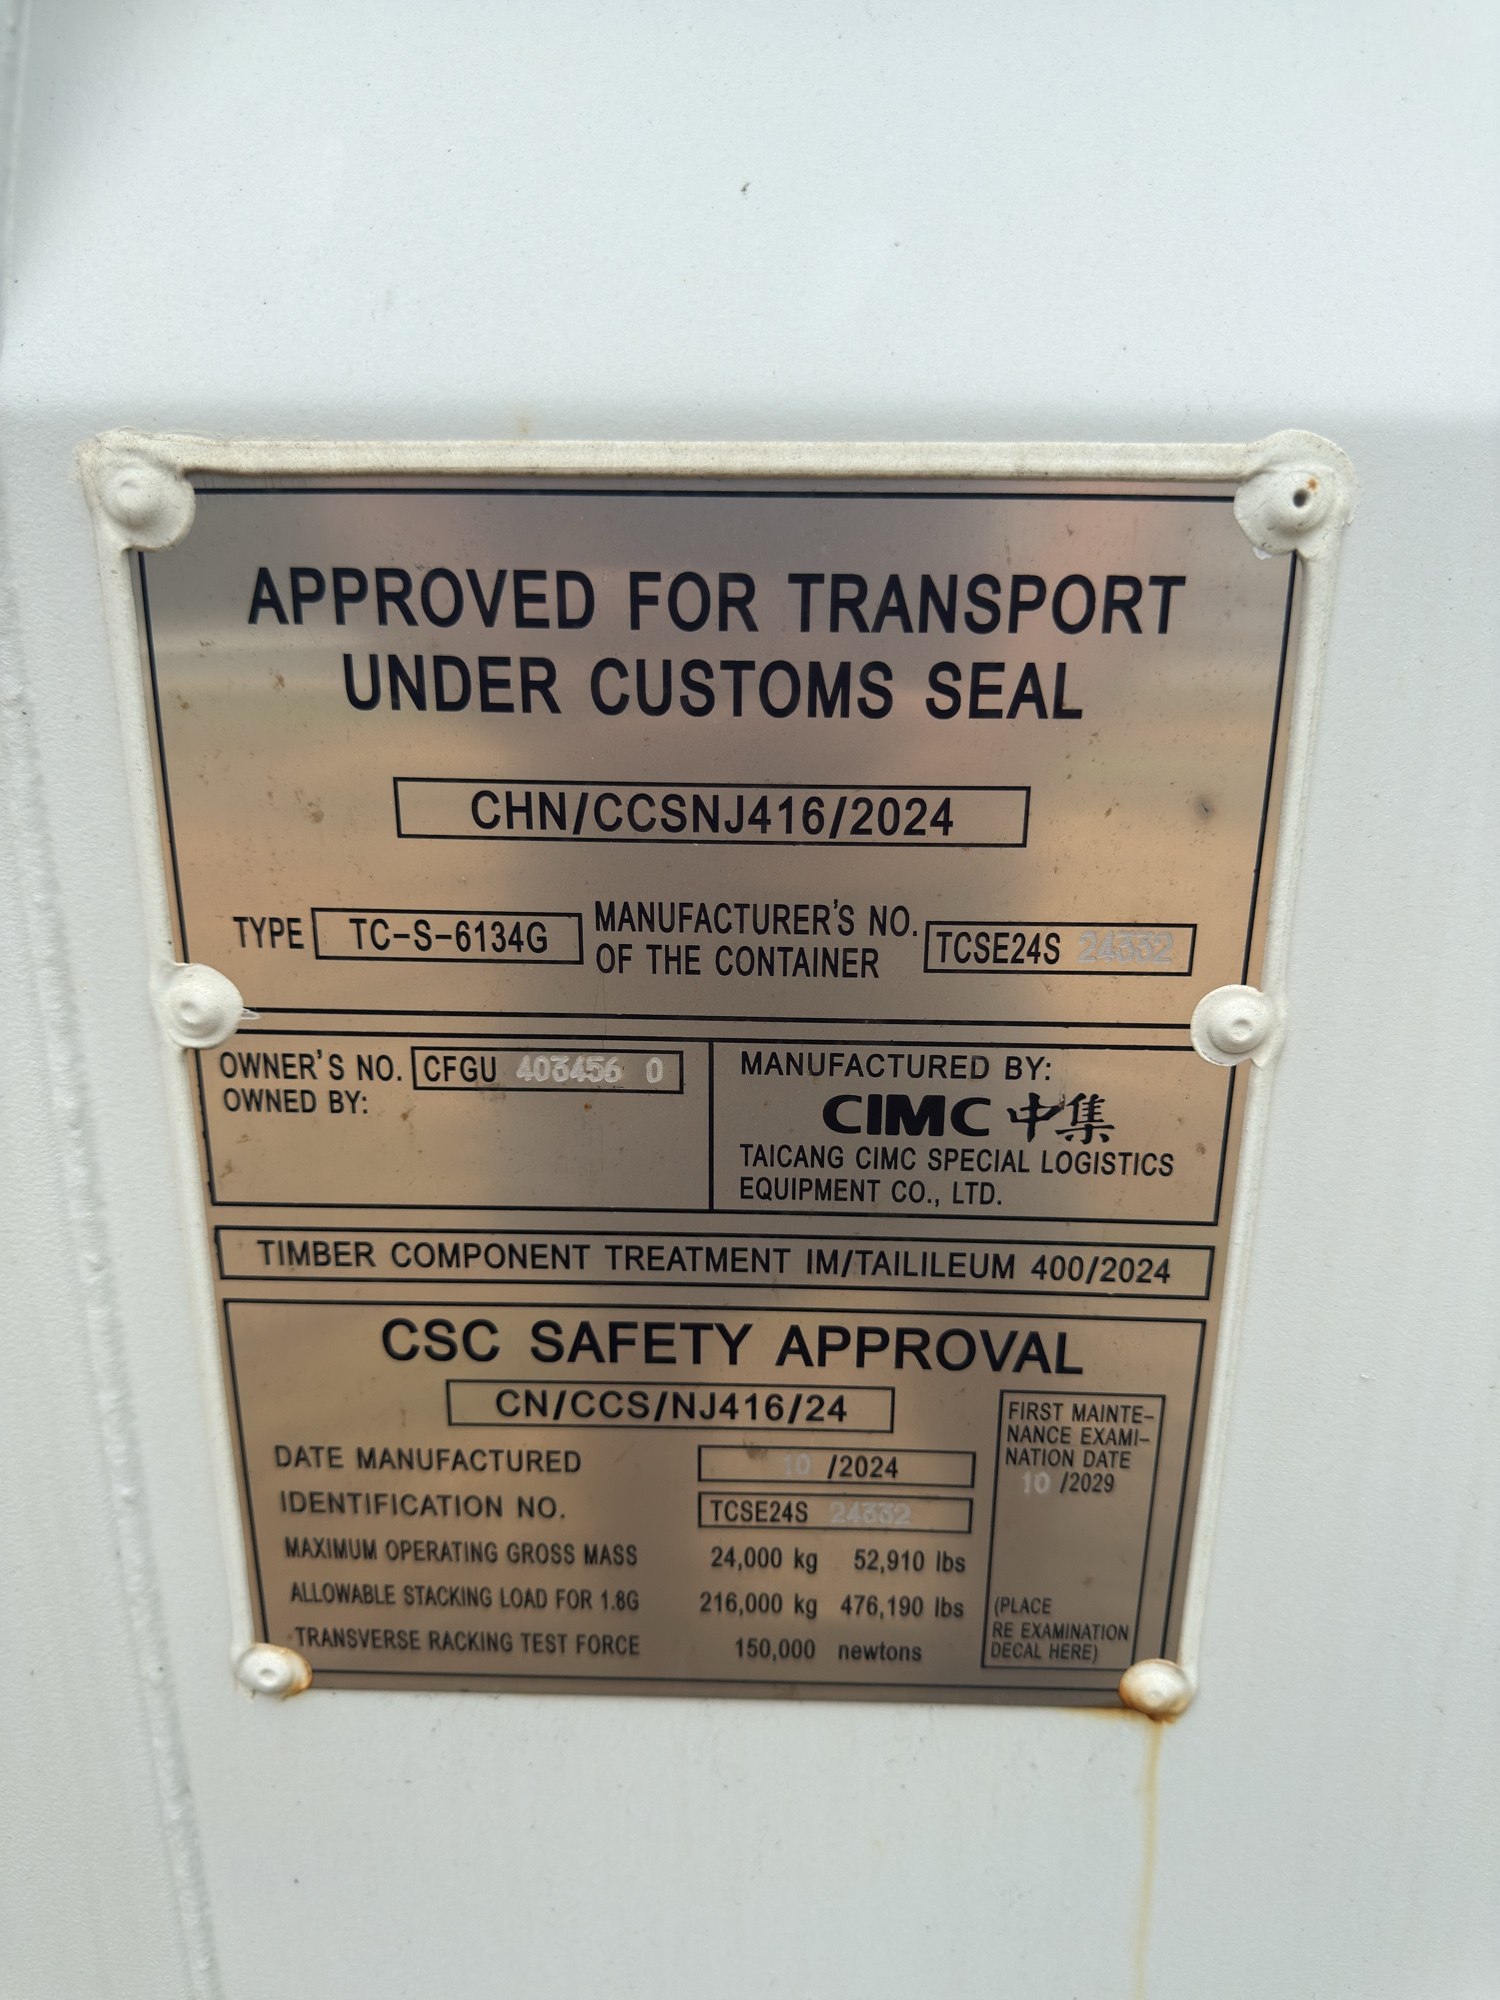 APPROVED FOR TRANSPORT
UNDER CUSTOMS SEAL
CHN/CCSNJ416/2024
TYPE TC-S-6134G MANUFACTURER'S NO. OF THE CONTAINER TCSE24S 24332
OWNER'S NO. CFGU 403456 0
OWNED BY:
MANUFACTURED BY:
CIMC 中集
TAICANG CIMC SPECIAL LOGISTICS
EQUIPMENT CO., LTD.
TIMBER COMPONENT TREATMENT IM/TAILILEUM 400/2024
CSC SAFETY APPROVAL
CN/CCS/NJ416/24
DATE MANUFACTURED 10 /2024
IDENTIFICATION NO. TCSE24S 24332
MAXIMUM OPERATING GROSS MASS 24,000 kg 52,910 lbs
ALLOWABLE STACKING LOAD FOR 1.8G 216,000 kg 476,190 lbs
TRANSVERSE RACKING TEST FORCE 150,000 newtons
FIRST MAINTE-
NANCE EXAMI-
NATION DATE
10 /2029
(PLACE
RE EXAMINATION
DECAL HERE)